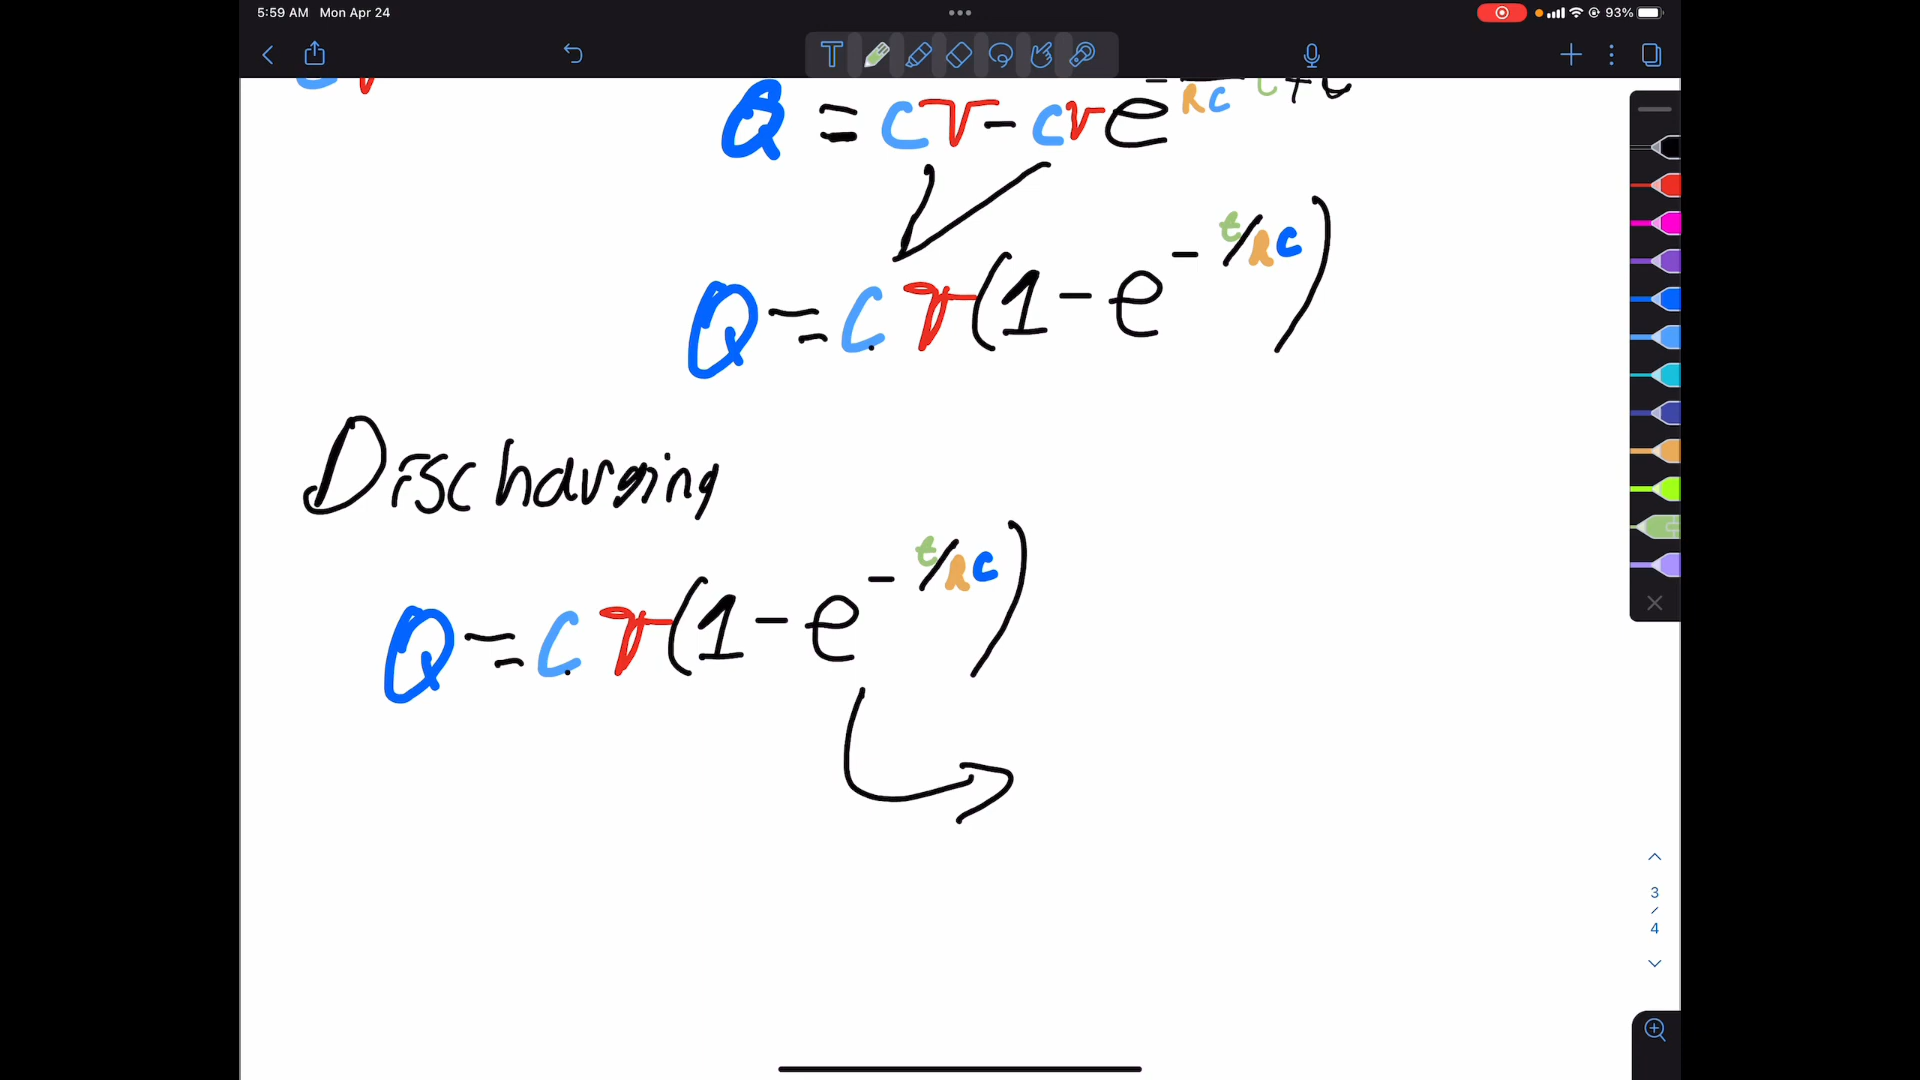 5:59 AM Mon Apr 24
93%
T
Q = CV - CVe
RC
Q = CV(1 - e^{-t/RC})
Discharging
Q = CV(1 - e^{-t/RC})
3
/
4